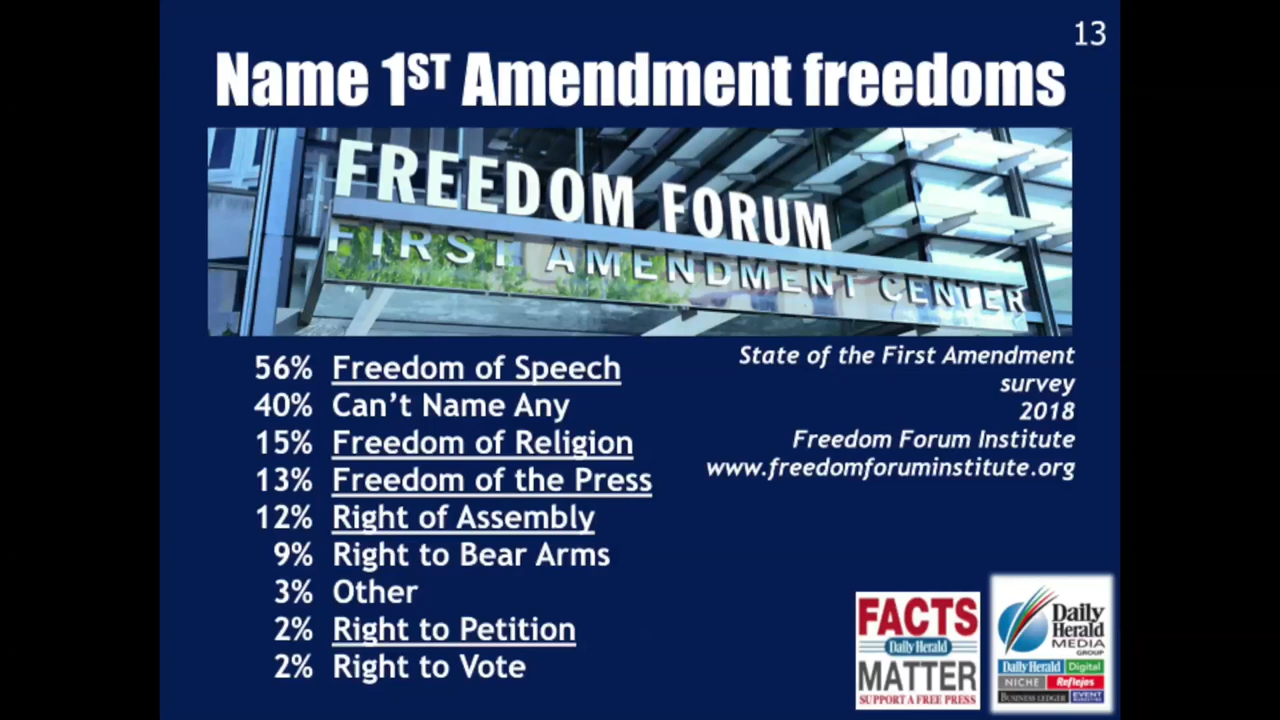 13
Name 1ST Amendment freedoms
FREEDOM FORUM
FIRST AMENDMENT CENTER
56% Freedom of Speech
40% Can't Name Any
15% Freedom of Religion
13% Freedom of the Press
12% Right of Assembly
9% Right to Bear Arms
3% Other
2% Right to Petition
2% Right to Vote
State of the First Amendment
survey
2018
Freedom Forum Institute
www.freedomforuminstitute.org
FACTS
Daily Herald
MATTER
SUPPORT A FREE PRESS
Daily
Herald
MEDIA
GROUP
Daily Herald Digital
NICHE Reflejos
BUSINESS LEDGER EVENT
MARKETING